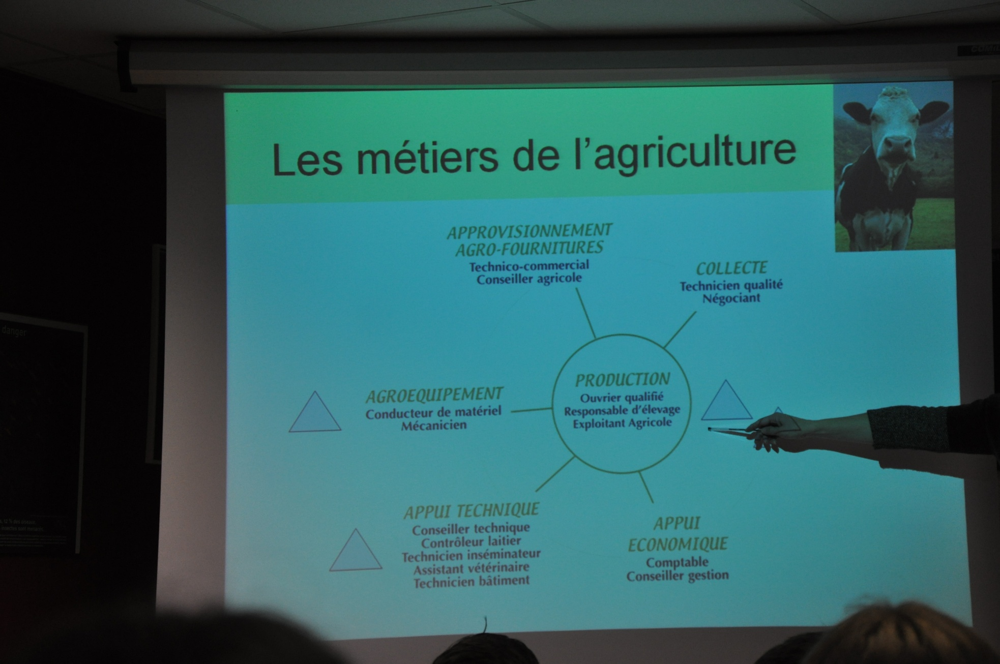 Les métiers de l'agriculture
APPROVISIONNEMENT
AGRO-FOURNITURES
Technico-commercial
Conseiller agricole
COLLECTE
Technicien qualité
Négociant
PRODUCTION
Ouvrier qualifié
Responsable d'élevage
Exploitant Agricole
AGROEQUIPEMENT
Conducteur de matériel
Mécanicien
APPUI TECHNIQUE
Conseiller technique
Contrôleur laitier
Technicien inséminateur
Assistant vétérinaire
Technicien bâtiment
APPUI
ECONOMIQUE
Comptable
Conseiller gestion
danger
12 % des oiseaux
insectes sont menacés.